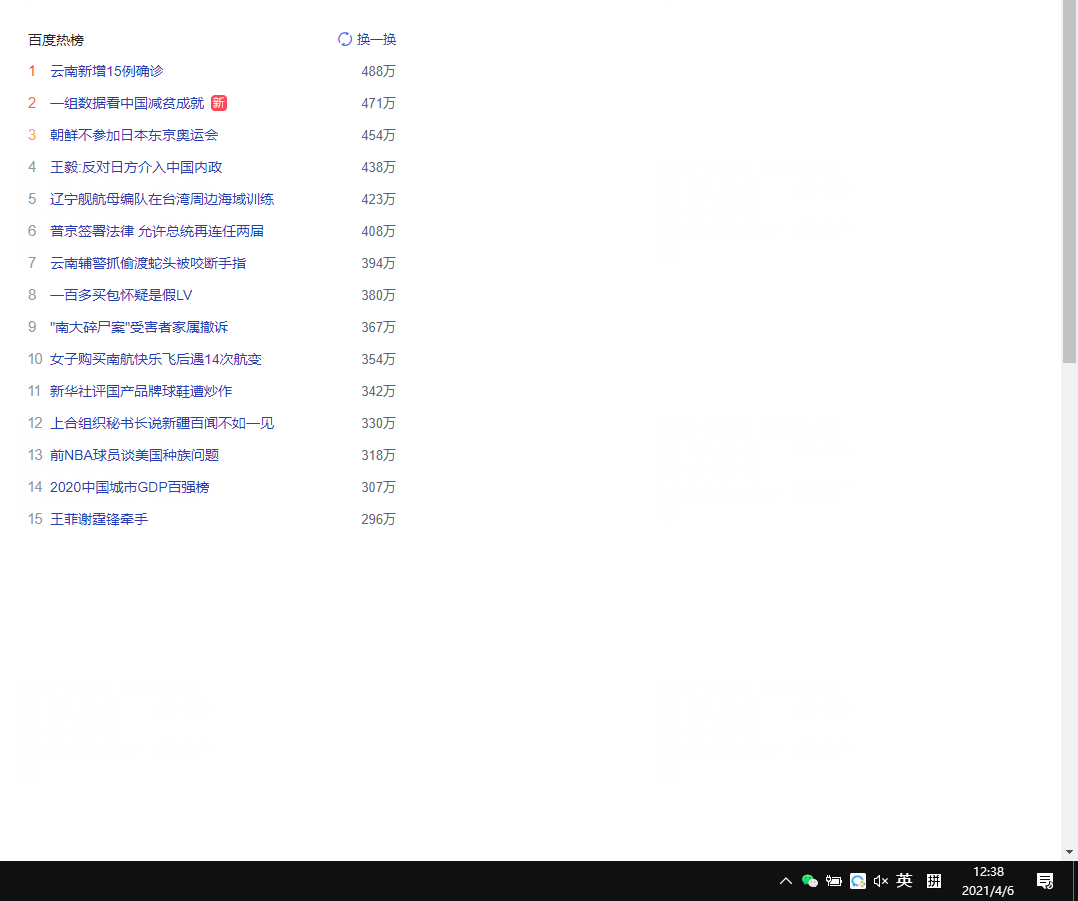 百度热榜 换一换
1 云南新增15例确诊 488万
2 一组数据看中国减贫成就 新 471万
3 朝鲜不参加日本东京奥运会 454万
4 王毅:反对日方介入中国内政 438万
5 辽宁舰航母编队在台湾周边海域训练 423万
6 普京签署法律 允许总统再连任两届 408万
7 云南辅警抓偷渡蛇头被咬断手指 394万
8 一百多买包怀疑是假LV 380万
9 "南大碎尸案"受害者家属撤诉 367万
10 女子购买南航快乐飞后遇14次航变 354万
11 新华社评国产品牌球鞋遭炒作 342万
12 上合组织秘书长说新疆百闻不如一见 330万
13 前NBA球员谈美国种族问题 318万
14 2020中国城市GDP百强榜 307万
15 王菲谢霆锋牵手 296万
英 拼 12:38
2021/4/6